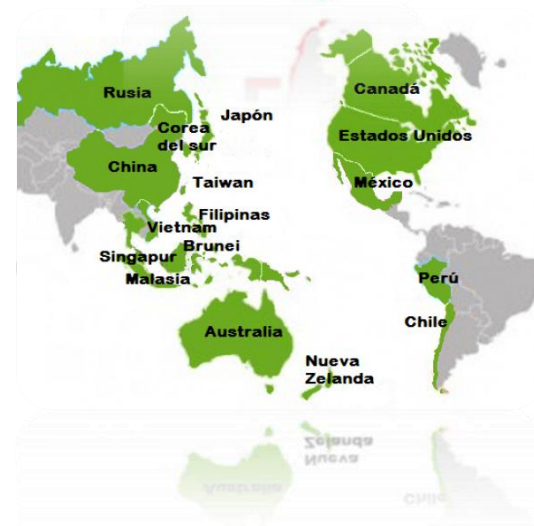 Rusia
Canadá
Japón
Corea
del sur
Estados Unidos
China
Taiwan
México
Filipinas
Vietnam
Brunei
Singapur
Malasia
Perú
Chile
Australia
Nueva
Zelanda